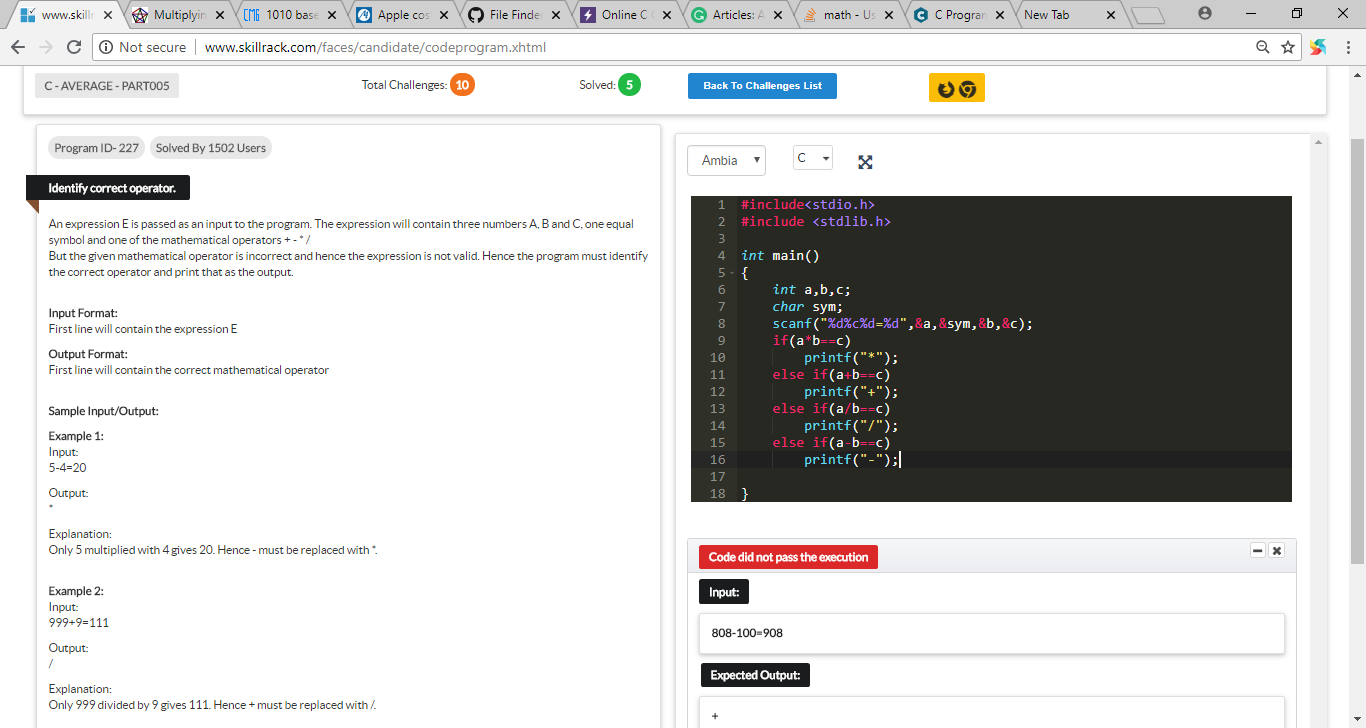 www.skillr
Multiplyin
1010 base
Apple cos
File Finde
Online C
Articles: A
math - Us
C Program
New Tab
Not secure
www.skillrack.com/faces/candidate/codeprogram.xhtml
C - AVERAGE - PART005
Total Challenges: 10
Solved: 5
Back To Challenges List
Program ID- 227
Solved By 1502 Users
Identify correct operator.
An expression E is passed as an input to the program. The expression will contain three numbers A, B and C, one equal
symbol and one of the mathematical operators + - * /
But the given mathematical operator is incorrect and hence the expression is not valid. Hence the program must identify
the correct operator and print that as the output.
Input Format:
First line will contain the expression E
Output Format:
First line will contain the correct mathematical operator
Sample Input/Output:
Example 1:
Input:
5-4=20
Output:
*
Explanation:
Only 5 multiplied with 4 gives 20. Hence - must be replaced with *.
Example 2:
Input:
999+9=111
Output:
/
Explanation:
Only 999 divided by 9 gives 111. Hence + must be replaced with /.
Ambia
C
1 #include<stdio.h>
2 #include <stdlib.h>
3
4 int main()
5 {
6 int a,b,c;
7 char sym;
8 scanf("%d%c%d=%d",&a,&sym,&b,&c);
9 if(a*b==c)
10 printf("*");
11 else if(a+b==c)
12 printf("+");
13 else if(a/b==c)
14 printf("/");
15 else if(a-b==c)
16 printf("-");
17
18 }
Code did not pass the execution
Input:
808-100=908
Expected Output:
+